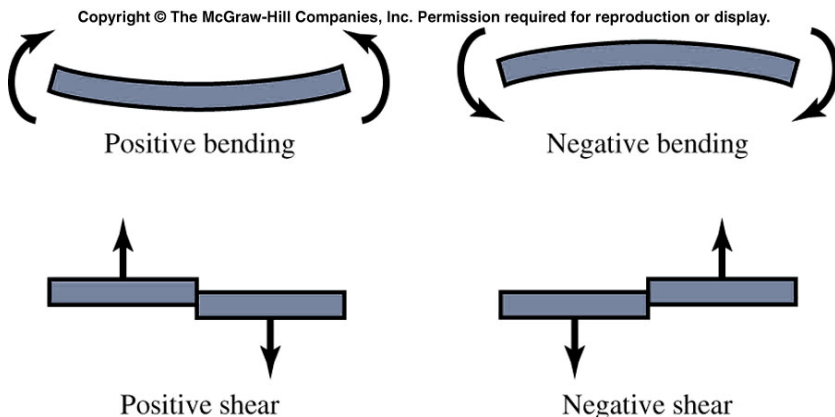 Copyright © The McGraw-Hill Companies, Inc. Permission required for reproduction or display.
Positive bending
Negative bending
Positive shear
Negative shear